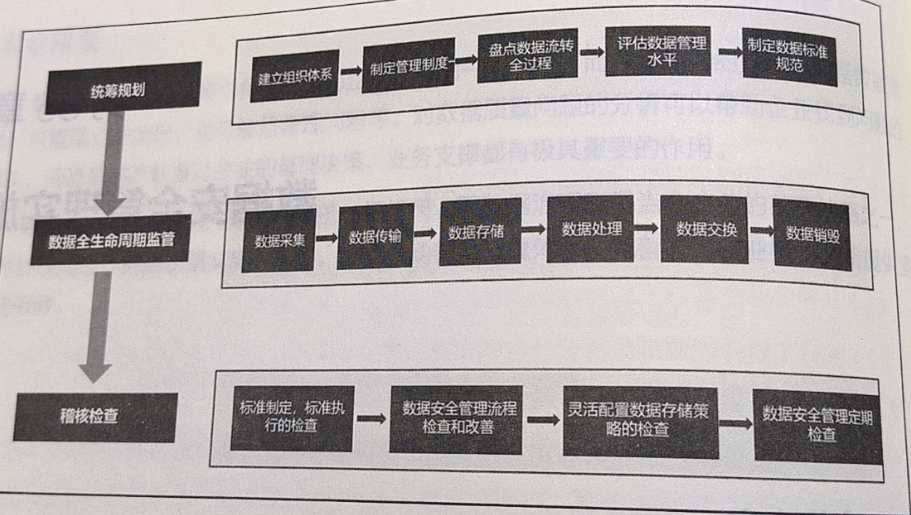 统筹规划
建立组织体系
制定管理制度
盘点数据流转
全过程
评估数据管理
水平
制定数据标准
规范
数据全生命周期监管
数据采集
数据传输
数据存储
数据处理
数据交换
数据销毁
稽核检查
标准制定，标准执
行的检查
数据安全管理流程
检查和改善
灵活配置数据存储策
略的检查
数据安全管理定期
检查